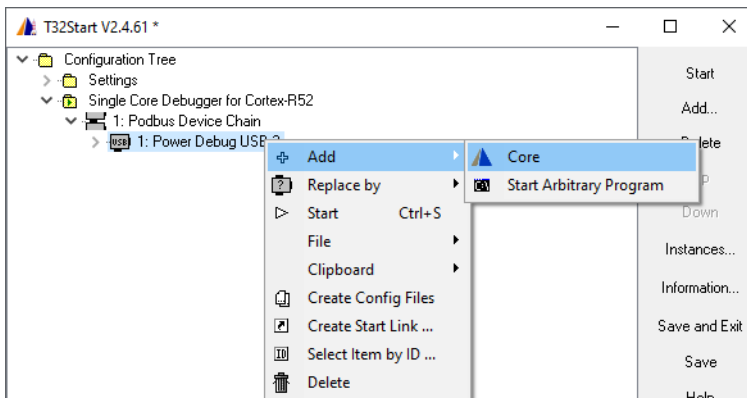 T32Start V2.4.61 *
Configuration Tree
Settings
Single Core Debugger for Cortex-R52
1: Podbus Device Chain
1: Power Debug USB
Add
Replace by
Start Ctrl+S
File
Clipboard
Create Config Files
Create Start Link ...
Select Item by ID ...
Delete
Core
Start Arbitrary Program
Start
Add...
Down
Instances...
Information...
Save and Exit
Save
Help